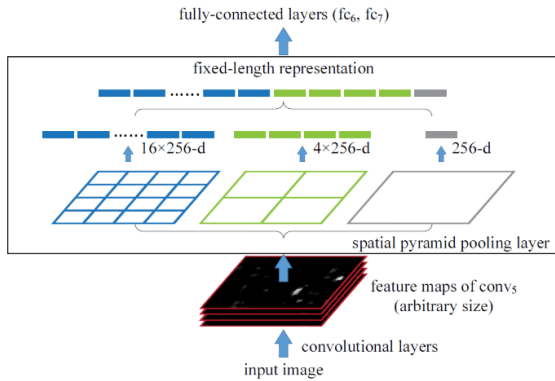 fully-connected layers (fc₆, fc₇)
fixed-length representation
......
......
16×256-d
4×256-d
256-d
spatial pyramid pooling layer
feature maps of conv₅
(arbitrary size)
convolutional layers
input image